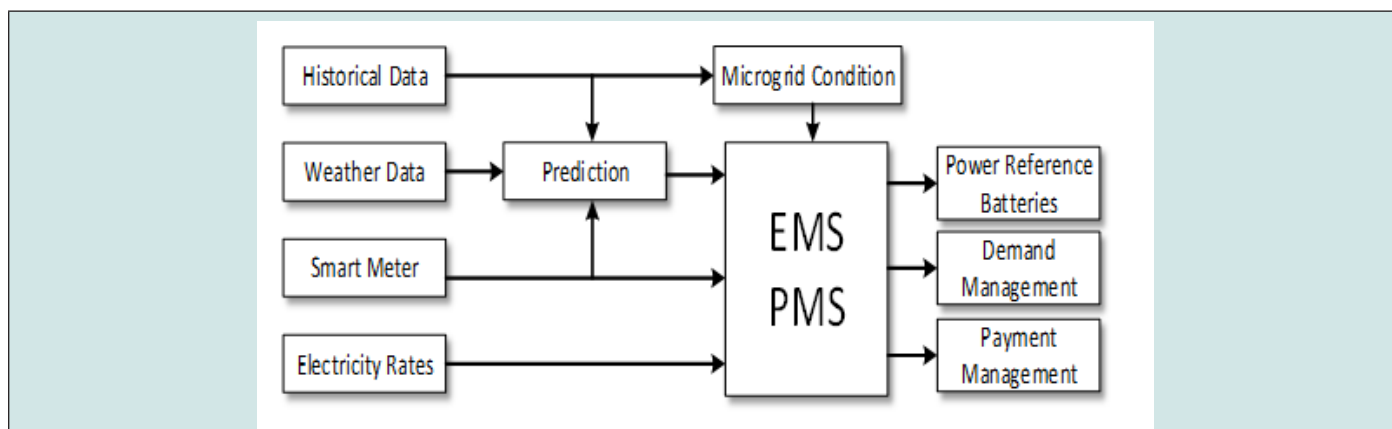 Historical Data
Microgrid Condition
Weather Data
Prediction
Power Reference
Batteries
EMS
PMS
Smart Meter
Demand
Management
Electricity Rates
Payment
Management